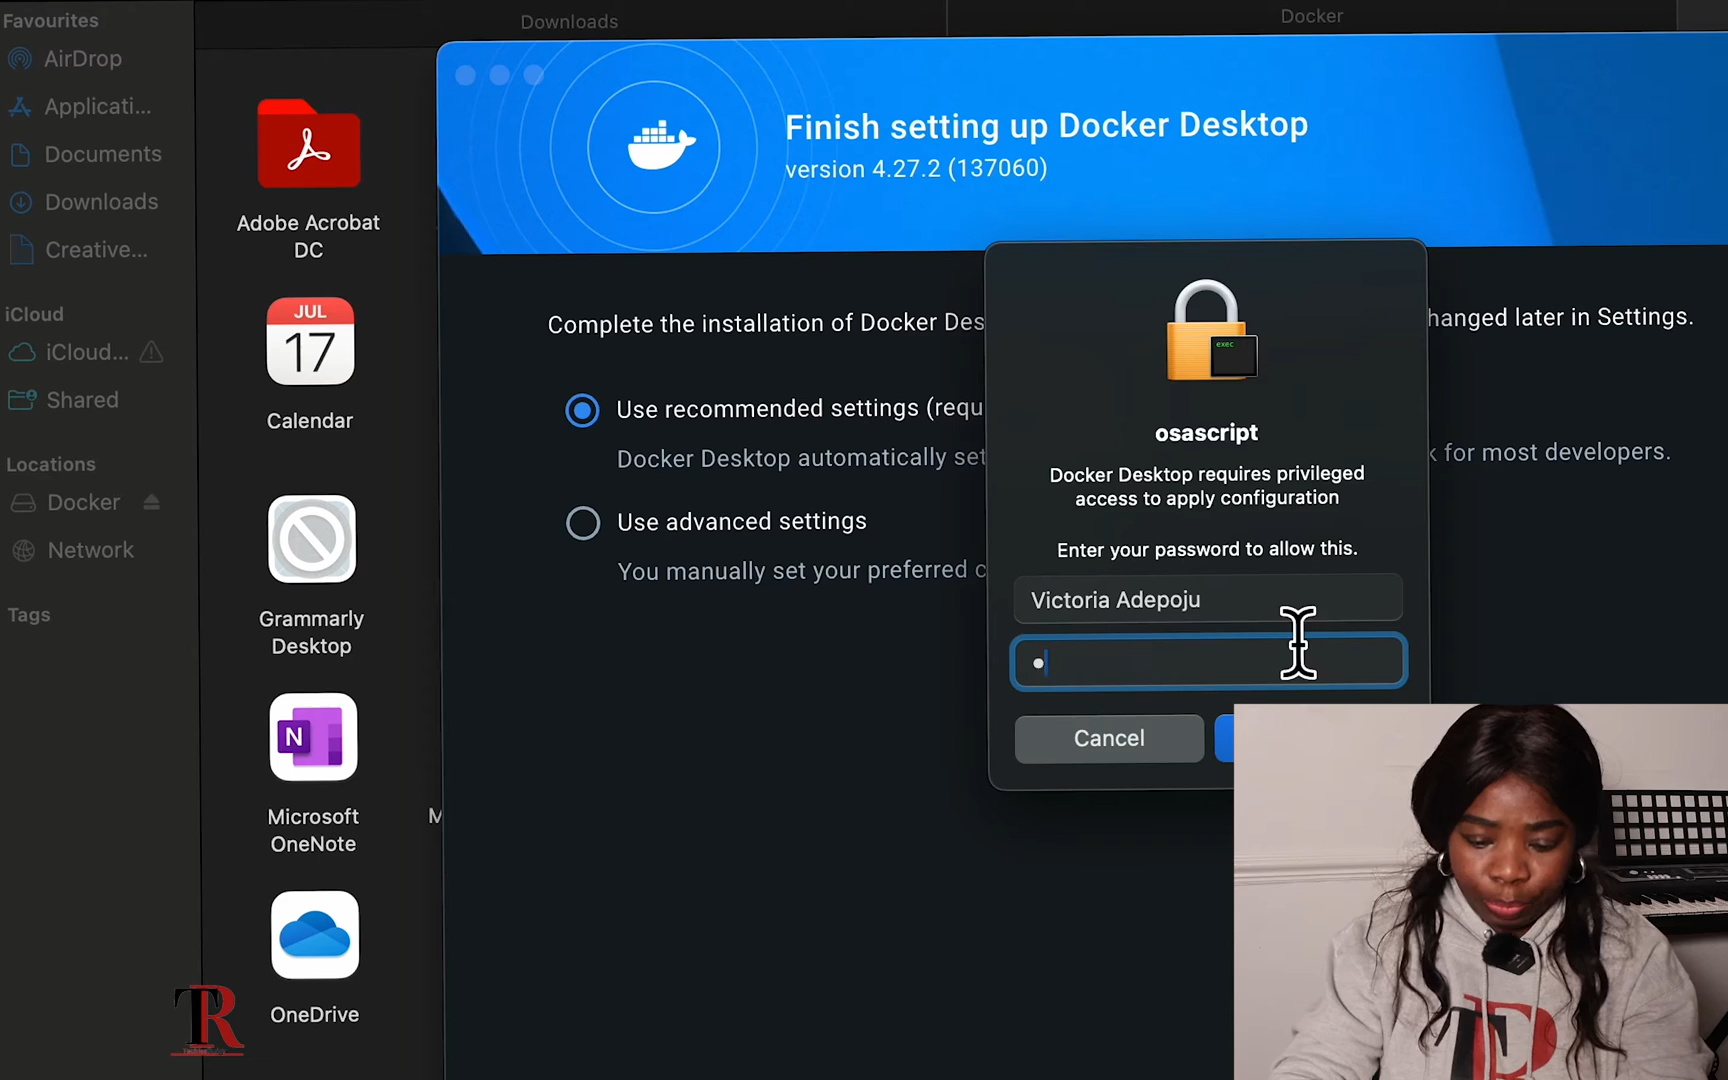 Favourites
AirDrop
Applicati...
Documents
Downloads
Creative...
iCloud
iCloud...
Shared
Locations
Docker
Network
Tags
Downloads
Docker
Adobe Acrobat
DC
JUL
17
Calendar
Grammarly
Desktop
N
Microsoft
OneNote
OneDrive
M
Finish setting up Docker Desktop
version 4.27.2 (137060)
Complete the installation of Docker Des
hanged later in Settings.
Use recommended settings (requ
Docker Desktop automatically set
k for most developers.
Use advanced settings
You manually set your preferred c
exec
osascript
Docker Desktop requires privileged
access to apply configuration
Enter your password to allow this.
Victoria Adepoju
Cancel
TR
TR